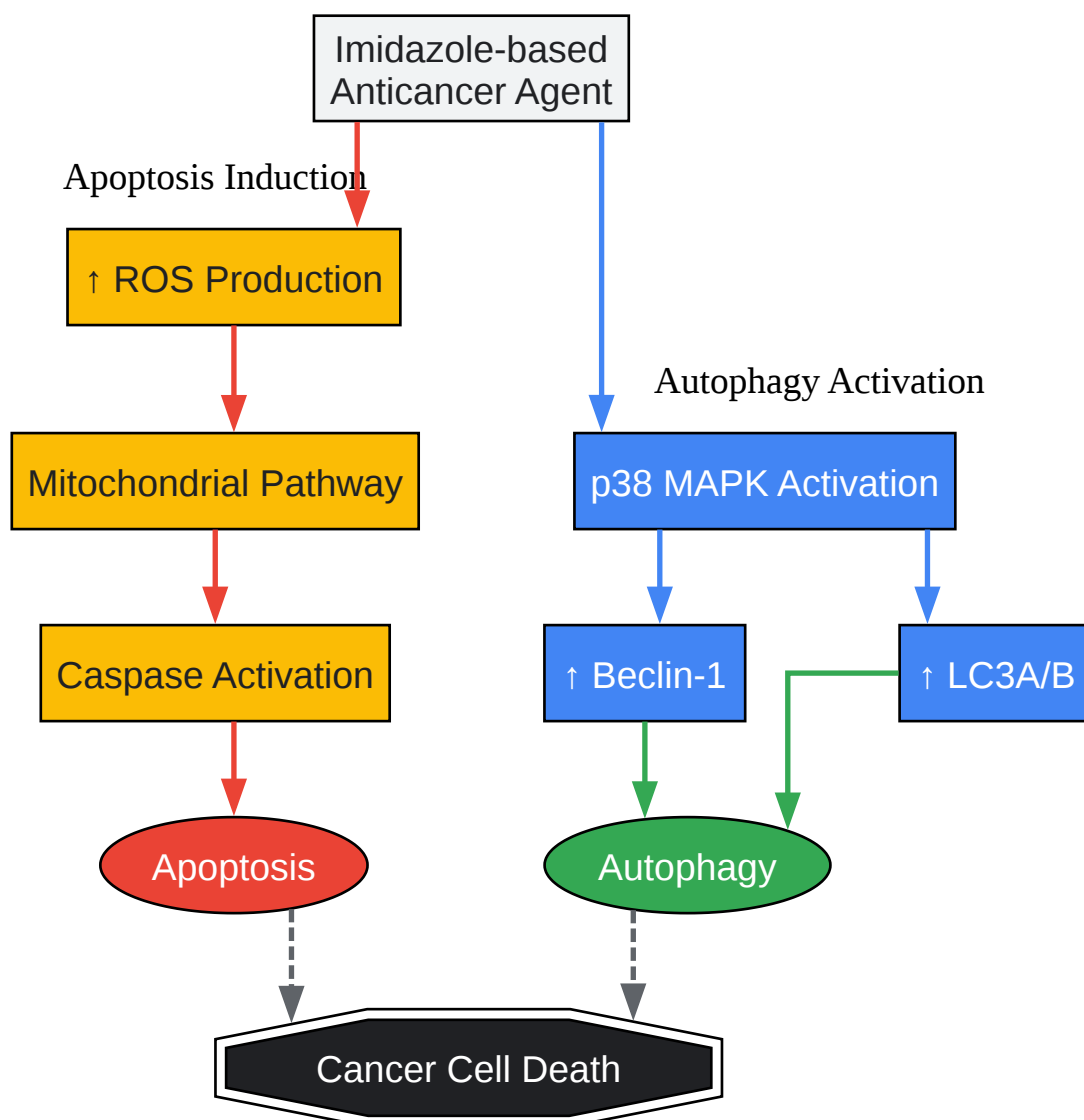 Imidazole-based
Anticancer Agent
Apoptosis Induction
↑ ROS Production
Autophagy Activation
Mitochondrial Pathway
p38 MAPK Activation
Caspase Activation
↑ Beclin-1
↑ LC3A/B
Apoptosis
Autophagy
Cancer Cell Death